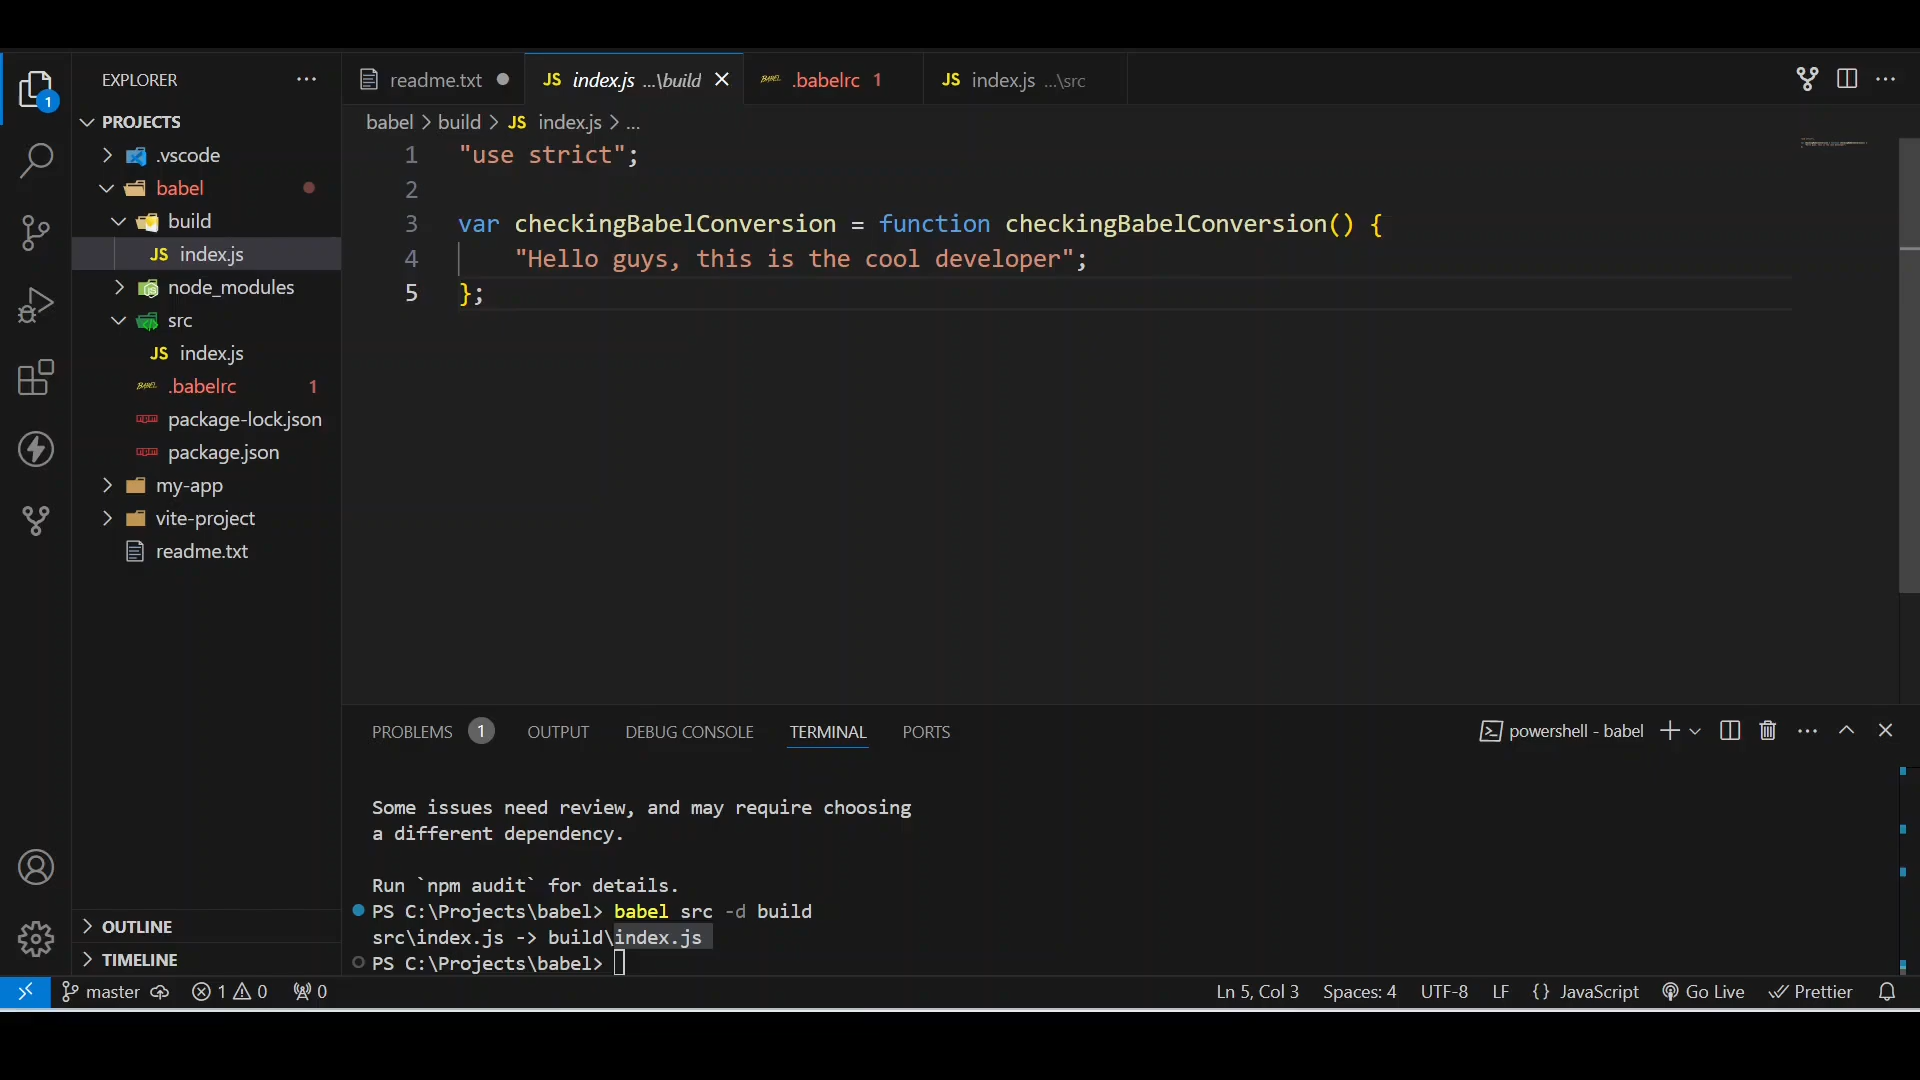 EXPLORER
readme.txt
JS index.js ...\build
BABEL .babelrc 1
JS index.js ...\src
1
PROJECTS
babel > build > JS index.js > ...
.vscode
babel
build
JS index.js
node_modules
src
JS index.js
BABEL .babelrc 1
package-lock.json
package.json
my-app
vite-project
readme.txt
1 "use strict";
2
3 var checkingBabelConversion = function checkingBabelConversion() {
4 "Hello guys, this is the cool developer";
5 };
PROBLEMS 1 OUTPUT DEBUG CONSOLE TERMINAL PORTS
powershell - babel
Some issues need review, and may require choosing
a different dependency.
Run `npm audit` for details.
PS C:\Projects\babel> babel src -d build
src\index.js -> build\index.js
PS C:\Projects\babel>
OUTLINE
TIMELINE
master 1 0 0
Ln 5, Col 3 Spaces: 4 UTF-8 LF {} JavaScript Go Live Prettier